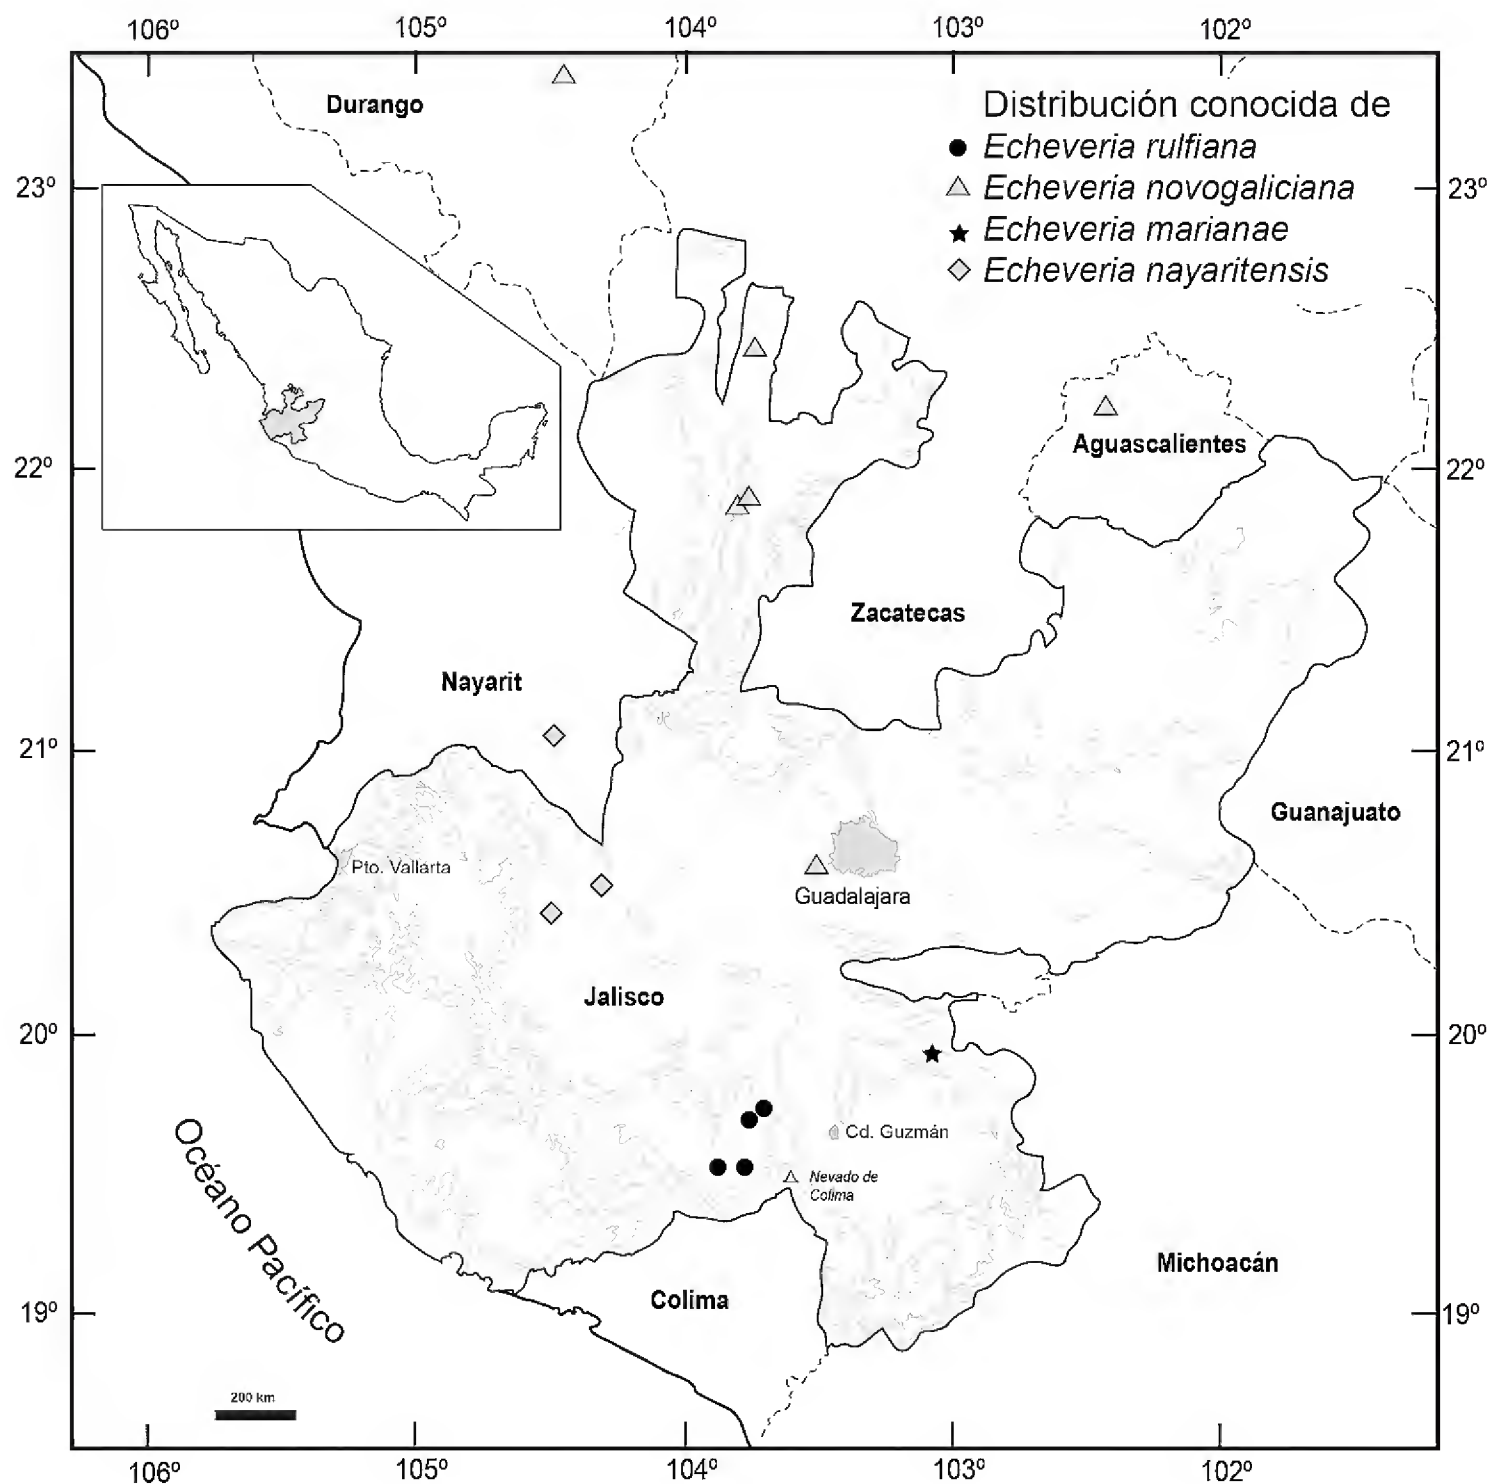 106º 105º 104º 103º 102º
Durango
Distribución conocida de
Echeveria rulfiana
Echeveria novogaliciana
Echeveria marianae
Echeveria nayaritensis
23º 23º
Aguascalientes
22º 22º
Zacatecas
Nayarit
21º 21º
Guanajuato
Pto. Vallarta
Guadalajara
Jalisco
20º 20º
Cd. Guzmán
Nevado de
Colima
Océano Pacífico
Michoacán
Colima
19º 19º
200 km
106º 105º 104º 103º 102º